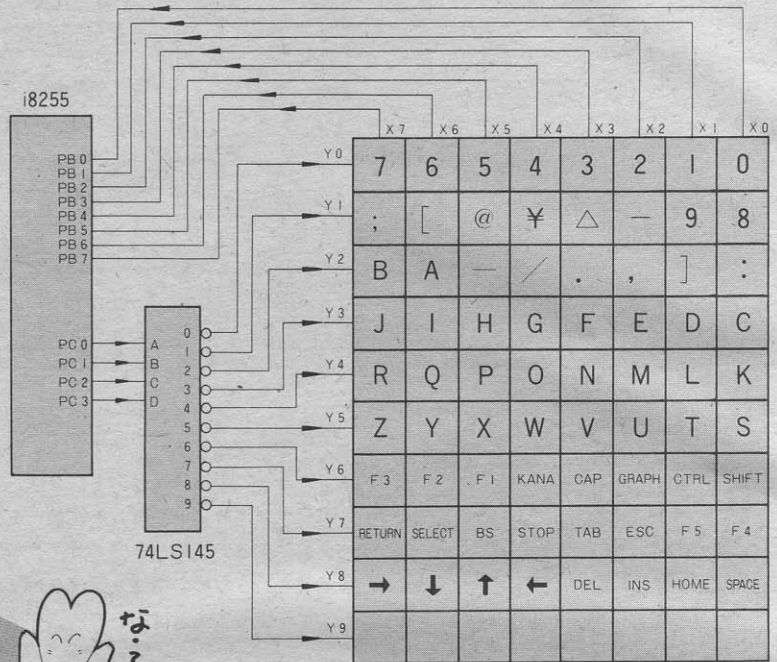 i8255
PB 0
PB 1
PB 2
PB 3
PB 4
PB 5
PB 6
PB 7
PC 0
PC 1
PC 2
PC 3
A
B
C
D
0
1
2
3
4
5
6
7
8
9
74LS145
X 7 X 6 X 5 X 4 X 3 X 2 X 1 X 0
Y 0 7 6 5 4 3 2 1 0
Y 1 ; [ @ ¥ △ — 9 8
Y 2 B A — / . , ] :
Y 3 J I H G F E D C
Y 4 R Q P O N M L K
Y 5 Z Y X W V U T S
Y 6 F 3 F 2 F 1 KANA CAP GRAPH CTRL SHIFT
Y 7 RETURN SELECT BS STOP TAB ESC F 5 F 4
Y 8 → ↓ ↑ ← DEL INS HOME SPACE
Y 9